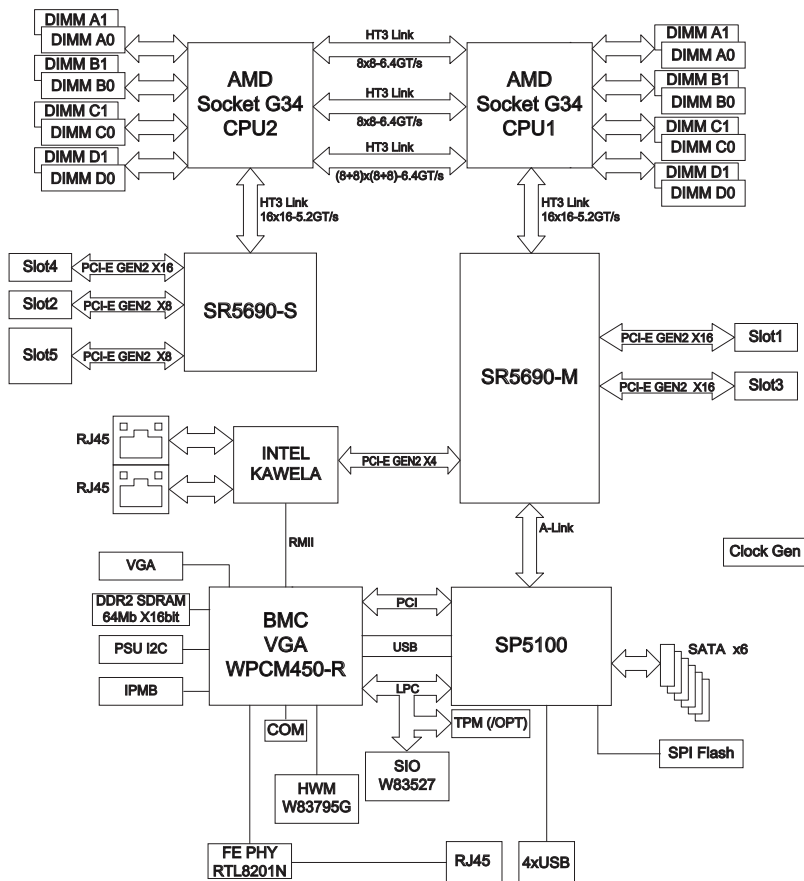 DIMM A1
DIMM A0
DIMM B1
DIMM B0
DIMM C1
DIMM C0
DIMM D1
DIMM D0
AMD
Socket G34
CPU2
HT3 Link
8x8-6.4GT/s
HT3 Link
8x8-6.4GT/s
HT3 Link
(8+8)x(8+8)-6.4GT/s
AMD
Socket G34
CPU1
DIMM A1
DIMM A0
DIMM B1
DIMM B0
DIMM C1
DIMM C0
DIMM D1
DIMM D0
HT3 Link
16x16-5.2GT/s
HT3 Link
16x16-5.2GT/s
Slot4
PCI-E GEN2 X16
Slot2
PCI-E GEN2 X8
Slot5
PCI-E GEN2 X8
SR5690-S
SR5690-M
PCI-E GEN2 X16
Slot1
PCI-E GEN2 X16
Slot3
RJ45
RJ45
INTEL
KAWELA
PCI-E GEN2 X4
RMII
A-Link
Clock Gen
VGA
DDR2 SDRAM
64Mb X16bit
PSU I2C
IPMB
BMC
VGA
WPCM450-R
PCI
USB
LPC
SP5100
SATA x6
COM
TPM (/OPT)
SPI Flash
HWM
W83795G
SIO
W83527
FE PHY
RTL8201N
RJ45
4xUSB